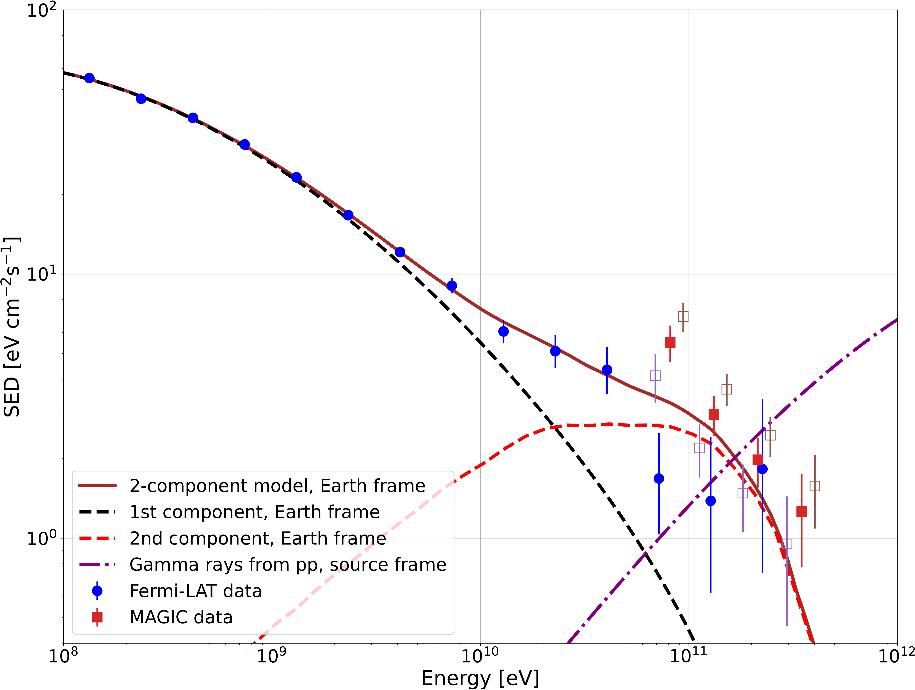 10²
10¹
10⁰
SED [eV cm⁻²s⁻¹]
2-component model, Earth frame
1st component, Earth frame
2nd component, Earth frame
Gamma rays from pp, source frame
Fermi-LAT data
MAGIC data
10⁸ 10⁹ 10¹⁰ 10¹¹ 10¹²
Energy [eV]